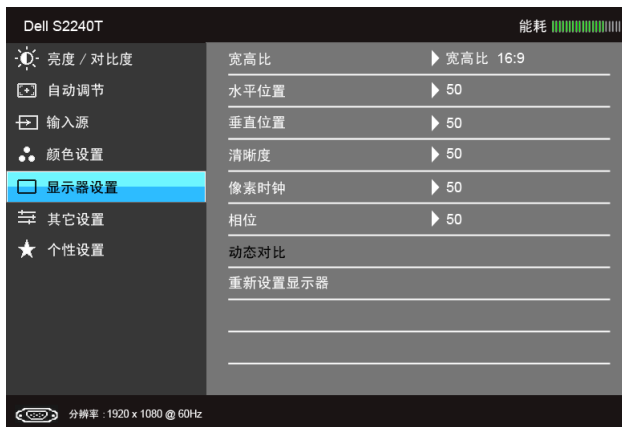 Dell S2240T 能耗
亮度 / 对比度 宽高比 宽高比 16:9
自动调节 水平位置 50
输入源 垂直位置 50
颜色设置 清晰度 50
显示器设置 像素时钟 50
其它设置 相位 50
个性设置 动态对比
重新设置显示器
分辨率 : 1920 x 1080 @ 60Hz